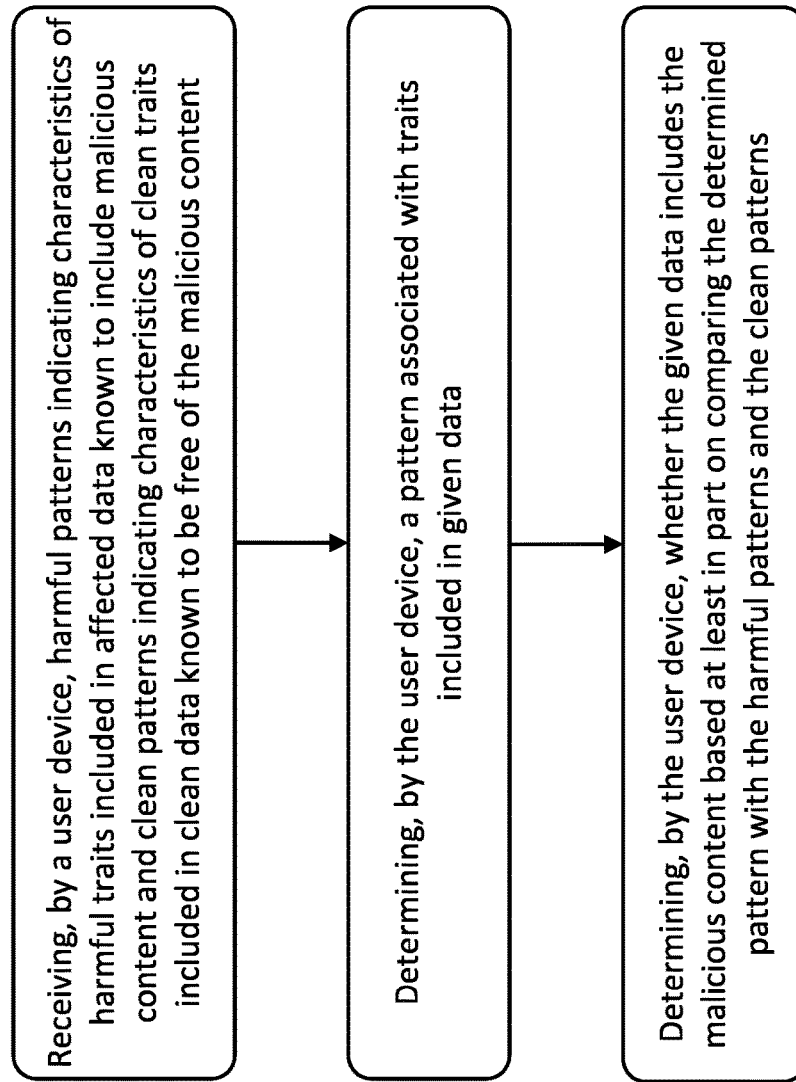 Receiving, by a user device, harmful patterns indicating characteristics of
harmful traits included in affected data known to include malicious
content and clean patterns indicating characteristics of clean traits
included in clean data known to be free of the malicious content
Determining, by the user device, a pattern associated with traits
included in given data
Determining, by the user device, whether the given data includes the
malicious content based at least in part on comparing the determined
pattern with the harmful patterns and the clean patterns